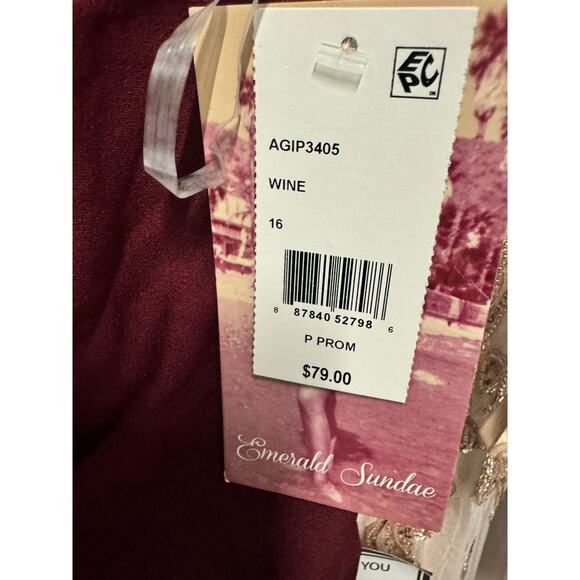 EPC
AGIP3405
WINE
16
8 87840 52798 6
P PROM
$79.00
Emerald Sundae
YOU